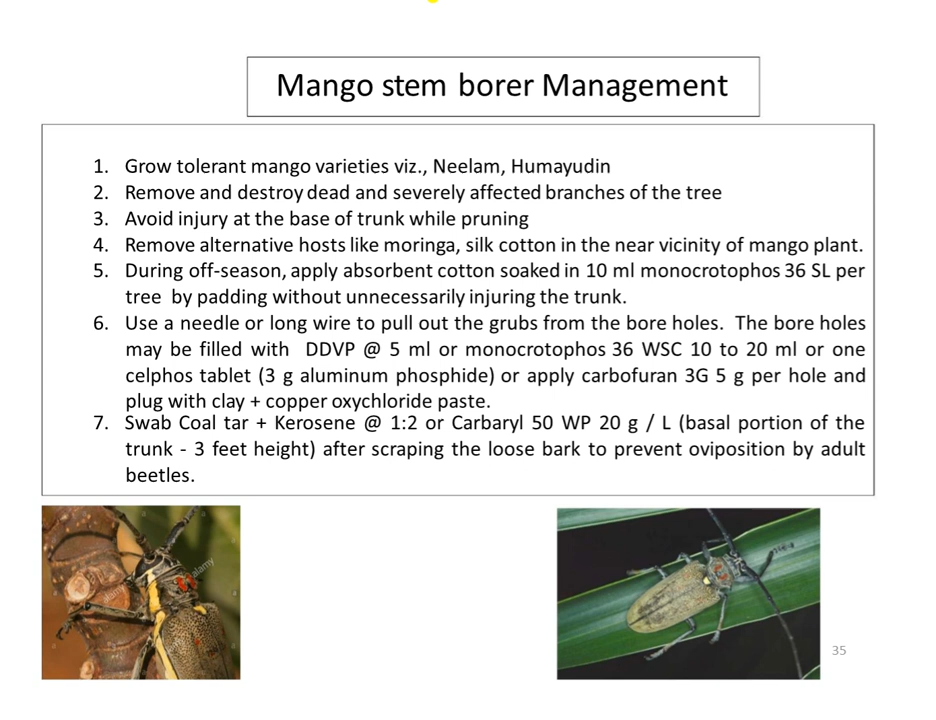 Mango stem borer Management
1. Grow tolerant mango varieties viz., Neelam, Humayudin
2. Remove and destroy dead and severely affected branches of the tree
3. Avoid injury at the base of trunk while pruning
4. Remove alternative hosts like moringa, silk cotton in the near vicinity of mango plant.
5. During off-season, apply absorbent cotton soaked in 10 ml monocrotophos 36 SL per
tree by padding without unnecessarily injuring the trunk.
6. Use a needle or long wire to pull out the grubs from the bore holes. The bore holes
may be filled with DDVP @ 5 ml or monocrotophos 36 WSC 10 to 20 ml or one
celphos tablet (3 g aluminum phosphide) or apply carbofuran 3G 5 g per hole and
plug with clay + copper oxychloride paste.
7. Swab Coal tar + Kerosene @ 1:2 or Carbaryl 50 WP 20 g / L (basal portion of the
trunk - 3 feet height) after scraping the loose bark to prevent oviposition by adult
beetles.
alamy
alamy
35